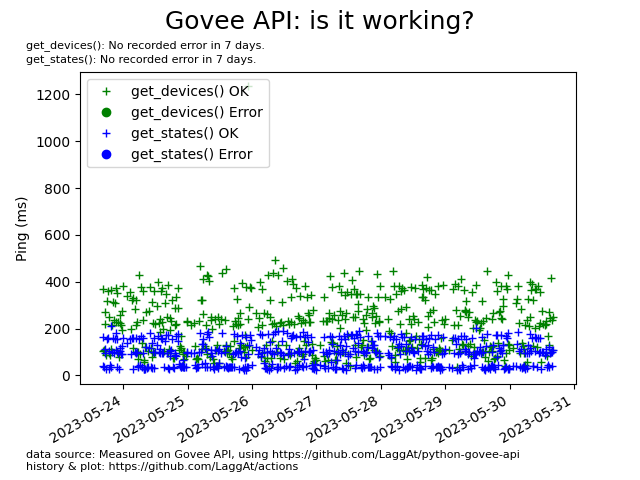 Govee API: is it working?
get_devices(): No recorded error in 7 days.
get_states(): No recorded error in 7 days.
get_devices() OK
get_devices() Error
get_states() OK
get_states() Error
Ping (ms)
1200
1000
800
600
400
200
0
2023-05-24
2023-05-25
2023-05-26
2023-05-27
2023-05-28
2023-05-29
2023-05-30
2023-05-31
data source: Measured on Govee API, using https://github.com/LaggAt/python-govee-api
history & plot: https://github.com/LaggAt/actions